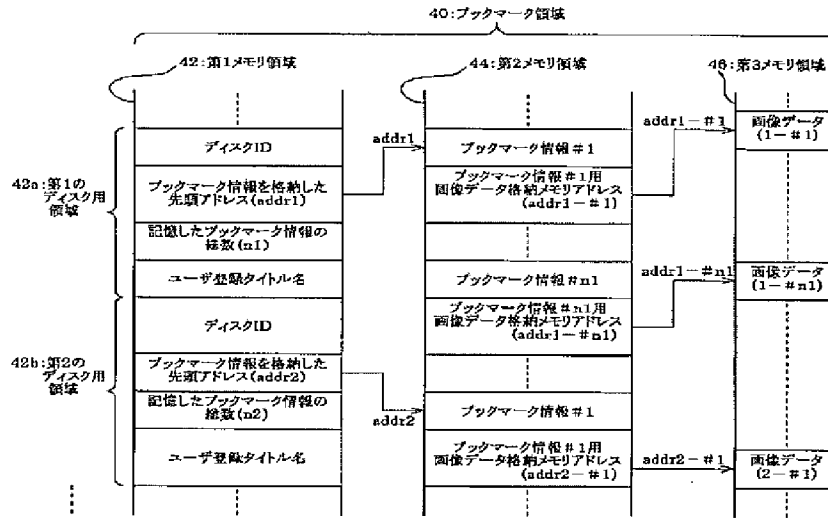 40:ブックマーク領域
42:第1メモリ領域
44:第2メモリ領域
46:第3メモリ領域
42a:第1の
ディスク用
領域
ディスクID
ブックマーク情報を格納した
先頭アドレス(addr1)
記憶したブックマーク情報の
総数(n1)
ユーザ登録タイトル名
42b:第2の
ディスク用
領域
ディスクID
ブックマーク情報を格納した
先頭アドレス(addr2)
記憶したブックマーク情報の
総数(n2)
ユーザ登録タイトル名
addr1
addr2
ブックマーク情報#1
ブックマーク情報#1用
画像データ格納メモリアドレス
(addr1-#1)
ブックマーク情報#n1
ブックマーク情報#n1用
画像データ格納メモリアドレス
(addr1-#n1)
ブックマーク情報#1
ブックマーク情報#1用
画像データ格納メモリアドレス
(addr2-#1)
addr1-#1
addr1-#n1
addr2-#1
画像データ
(1-#1)
画像データ
(1-#n1)
画像データ
(2-#1)